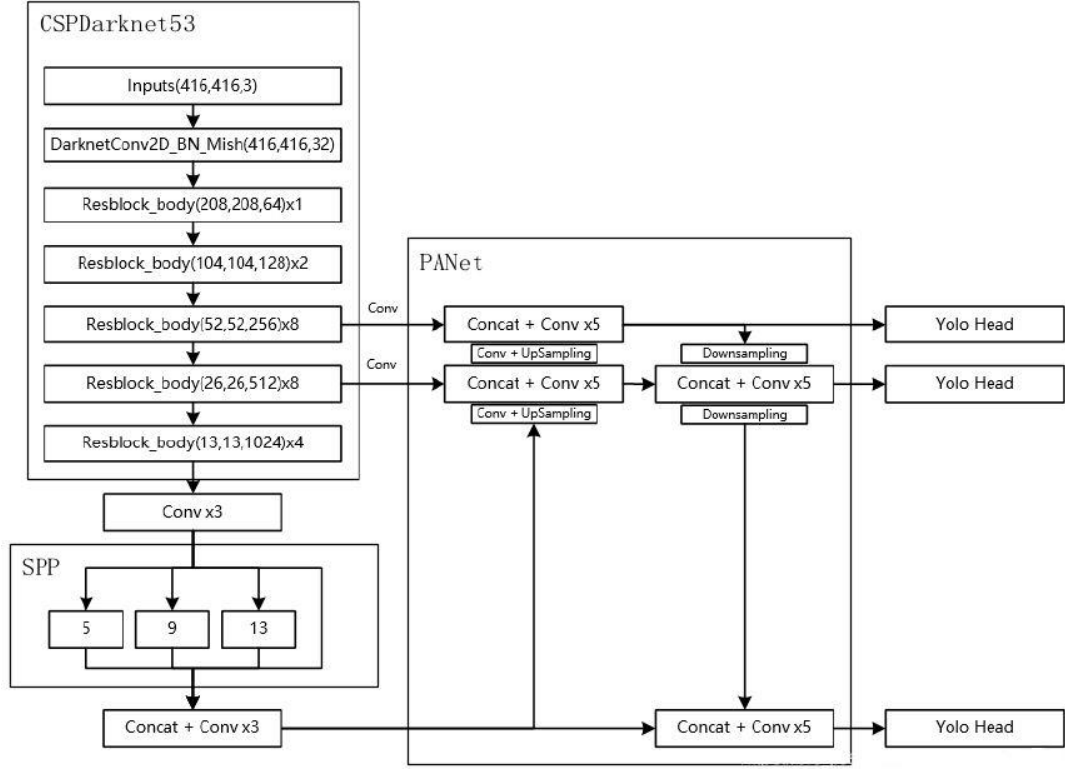 CSPDarknet53
Inputs(416,416,3)
DarknetConv2D_BN_Mish(416,416,32)
Resblock_body(208,208,64)x1
Resblock_body(104,104,128)x2
Resblock_body(52,52,256)x8
Resblock_body(26,26,512)x8
Resblock_body(13,13,1024)x4
Conv x3
SPP
5
9
13
Concat + Conv x3
Conv
Conv
PANet
Concat + Conv x5
Conv + UpSampling
Concat + Conv x5
Conv + UpSampling
Downsampling
Concat + Conv x5
Downsampling
Concat + Conv x5
Yolo Head
Yolo Head
Yolo Head